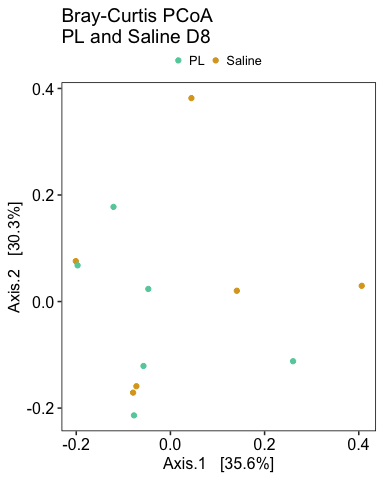 Bray-Curtis PCoA
PL and Saline D8
PL Saline
0.4
0.2
0.0
-0.2
Axis.2 [30.3%]
-0.2 0.0 0.2 0.4
Axis.1 [35.6%]